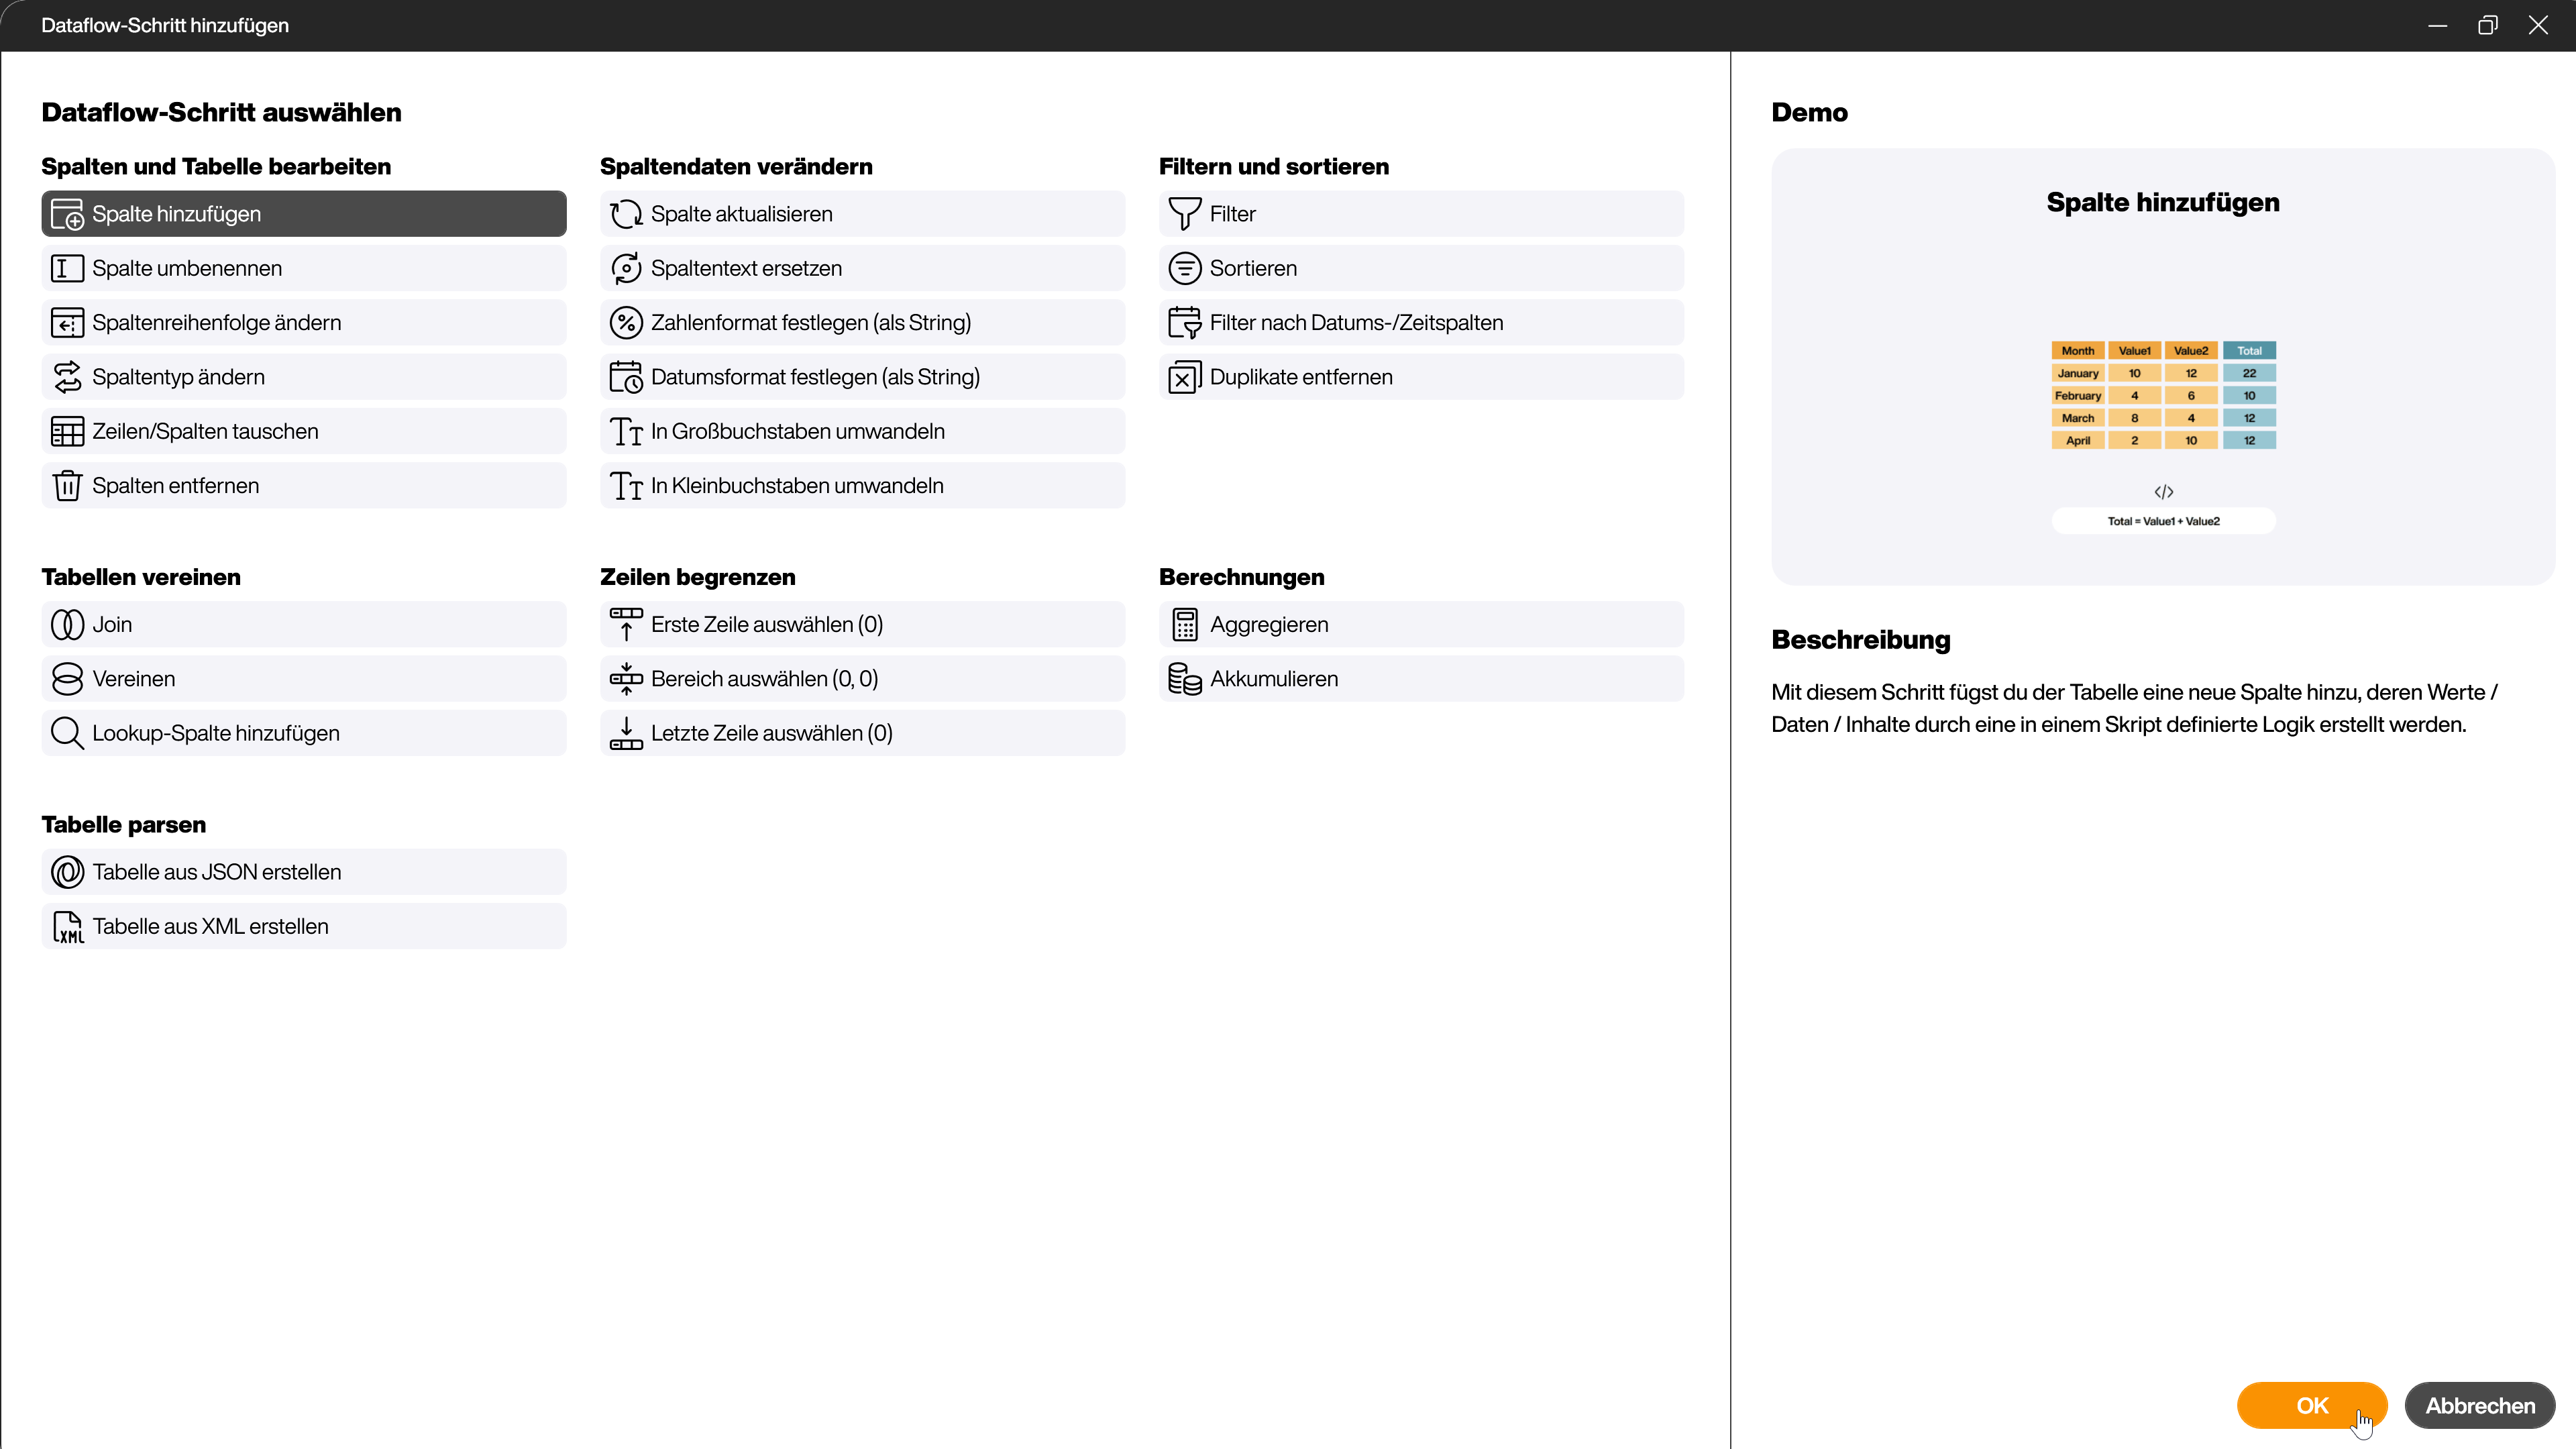 Dataflow-Schritt hinzufügen
Dataflow-Schritt auswählen
Spalten und Tabelle bearbeiten
Spalte hinzufügen
Spalte umbenennen
Spaltenreihenfolge ändern
Spaltentyp ändern
Zeilen/Spalten tauschen
Spalten entfernen
Spaltendaten verändern
Spalte aktualisieren
Spaltentext ersetzen
Zahlenformat festlegen (als String)
Datumsformat festlegen (als String)
In Großbuchstaben umwandeln
In Kleinbuchstaben umwandeln
Filtern und sortieren
Filter
Sortieren
Filter nach Datums-/Zeitspalten
Duplikate entfernen
Tabellen vereinen
Join
Vereinen
Lookup-Spalte hinzufügen
Zeilen begrenzen
Erste Zeile auswählen (0)
Bereich auswählen (0, 0)
Letzte Zeile auswählen (0)
Berechnungen
Aggregieren
Akkumulieren
Tabelle parsen
Tabelle aus JSON erstellen
XML Tabelle aus XML erstellen
Demo
Spalte hinzufügen
Month Value1 Value2 Total
January 10 12 22
February 4 6 10
March 8 4 12
April 2 10 12
</>
Total = Value1 + Value2
Beschreibung
Mit diesem Schritt fügst du der Tabelle eine neue Spalte hinzu, deren Werte /
Daten / Inhalte durch eine in einem Skript definierte Logik erstellt werden.
OK
Abbrechen